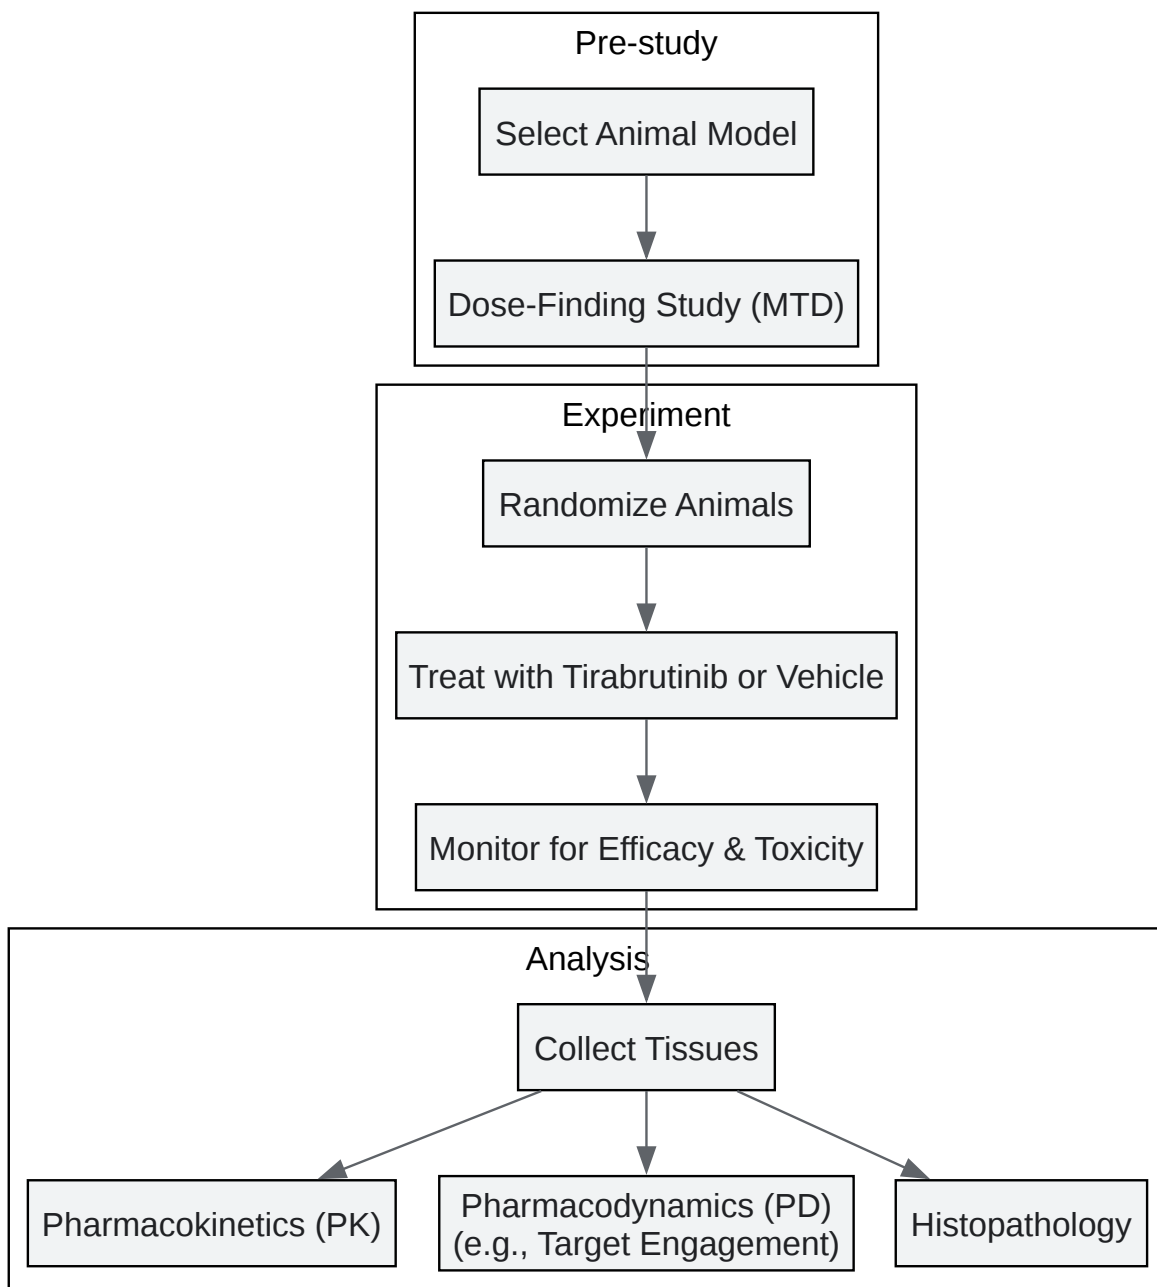 Pre-study
Select Animal Model
Dose-Finding Study (MTD)
Experiment
Randomize Animals
Treat with Tirabrutinib or Vehicle
Monitor for Efficacy & Toxicity
Analysis
Collect Tissues
Pharmacokinetics (PK)
Pharmacodynamics (PD)
(e.g., Target Engagement)
Histopathology